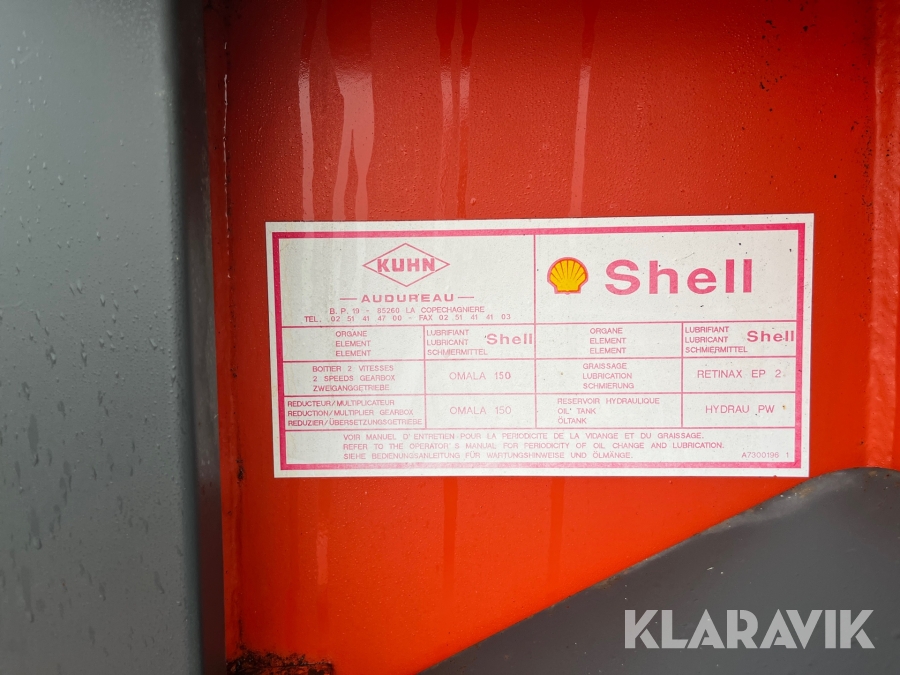 KUHN
AUDUREAU
B.P. 19 - 85260 LA COPECHAGNIERE
TEL. 02 51 41 47 00 - FAX 02 51 41 41 03
Shell
ORGANE
ELEMENT
ELEMENT
LUBRIFIANT
LUBRICANT
SCHMIERMITTEL
Shell
ORGANE
ELEMENT
ELEMENT
LUBRIFIANT
LUBRICANT
SCHMIERMITTEL
Shell
BOITIER 2 VITESSES
2 SPEEDS GEARBOX
ZWEIGANGGETRIEBE
OMALA 150
GRAISSAGE
LUBRICATION
SCHMIERUNG
RETINAX EP 2
REDUCTEUR/MULTIPLICATEUR
REDUCTION/MULTIPLIER GEARBOX
REDUZIER/ÜBERSETZUNGSGETRIEBE
OMALA 150
RESERVOIR HYDRAULIQUE
OIL TANK
ÖLTANK
HYDRAU PW
VOIR MANUEL D'ENTRETIEN POUR LA PERIODICITE DE LA VIDANGE ET DU GRAISSAGE.
REFER TO THE OPERATOR'S MANUAL FOR PERIODICITY OF OIL CHANGE AND LUBRICATION.
SIEHE BEDIENUNGSANLEITUNG FÜR WARTUNGSHINWEISE UND ÖLMÄNGE.
A7300196 1
KLARAVIK